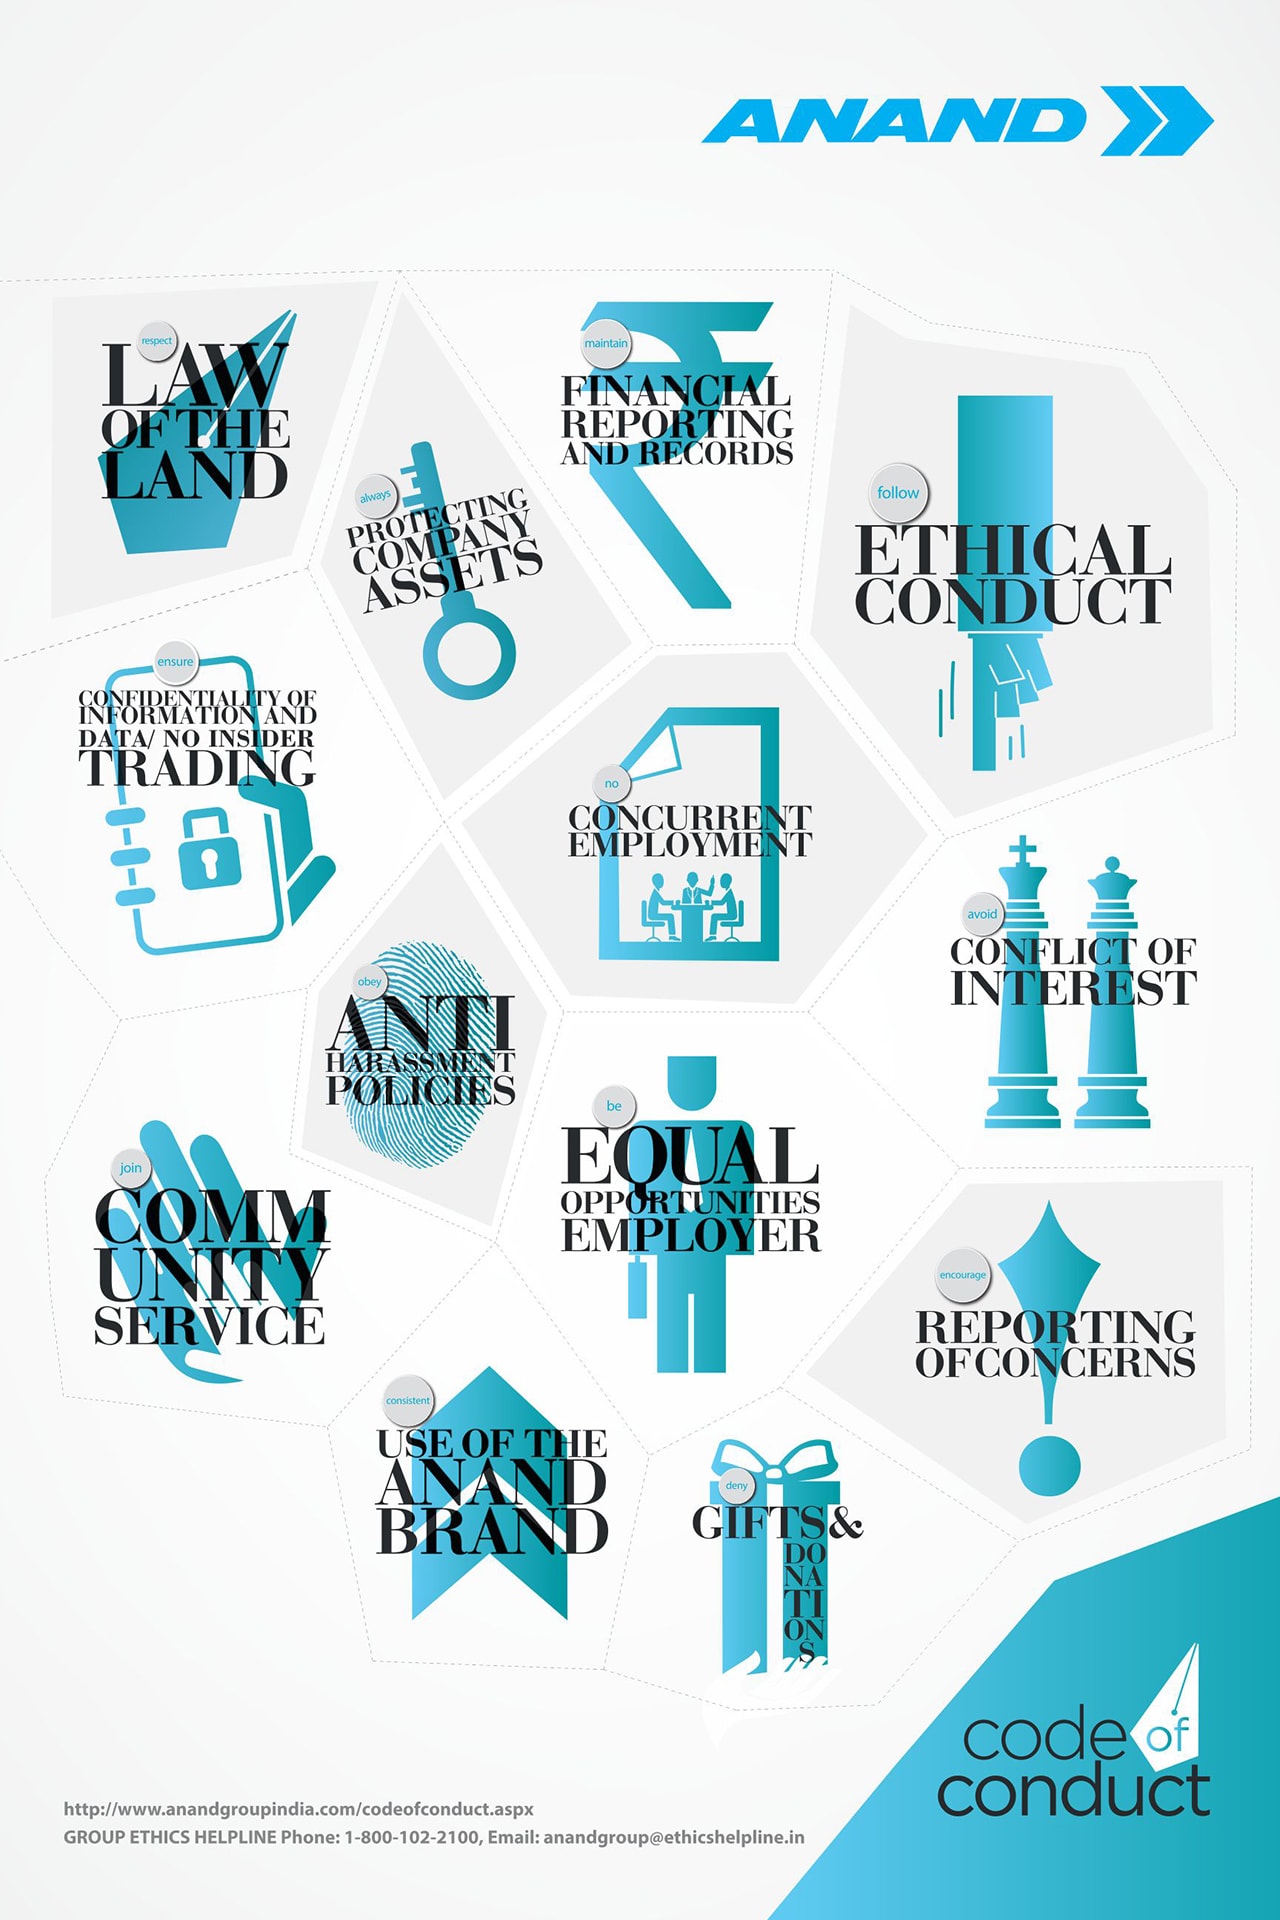 ANAND
respect
LAW
OF THE
LAND
always
PROTECTING
COMPANY
ASSETS
maintain
FINANCIAL
REPORTING
AND RECORDS
follow
ETHICAL
CONDUCT
ensure
CONFIDENTIALITY OF
INFORMATION AND
DATA/ NO INSIDER
TRADING
no
CONCURRENT
EMPLOYMENT
avoid
CONFLICT OF
INTEREST
obey
ANTI
HARASSMENT
POLICIES
be
EQUAL
OPPORTUNITIES
EMPLOYER
join
COMM
UNITY
SERVICE
encourage
REPORTING
OF CONCERNS
consistent
USE OF THE
ANAND
BRAND
deny
GIFTS &
DO
NA
TI
ON
S
code of
conduct
http://www.anandgroupindia.com/codeofconduct.aspx
GROUP ETHICS HELPLINE Phone: 1-800-102-2100, Email: anandgroup@ethicshelpline.in